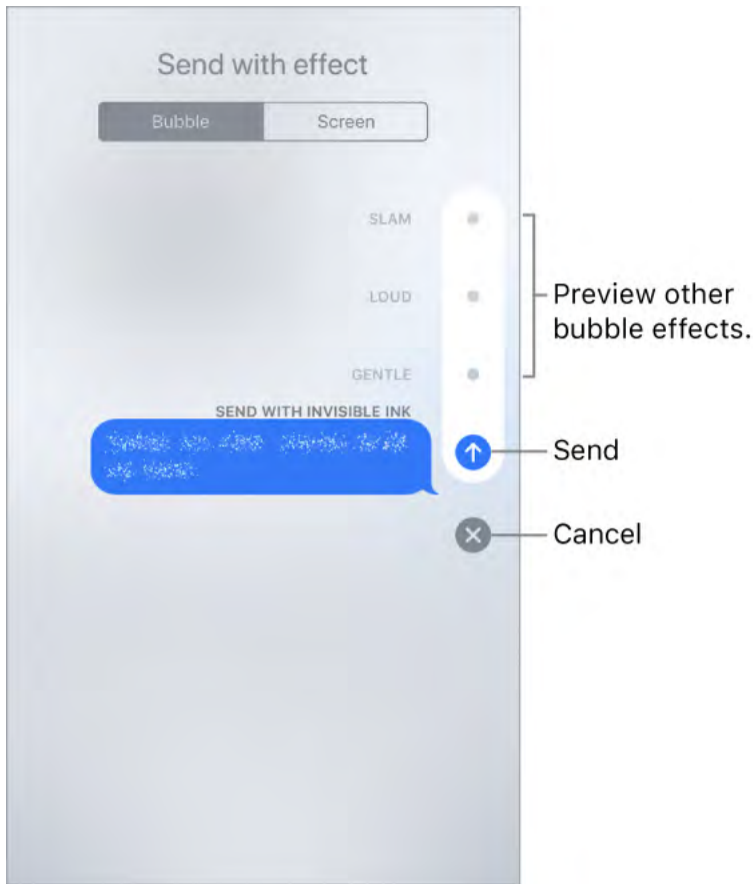 Send with effect
Bubble Screen
SLAM
LOUD
Preview other
bubble effects.
GENTLE
SEND WITH INVISIBLE INK
Send
Cancel